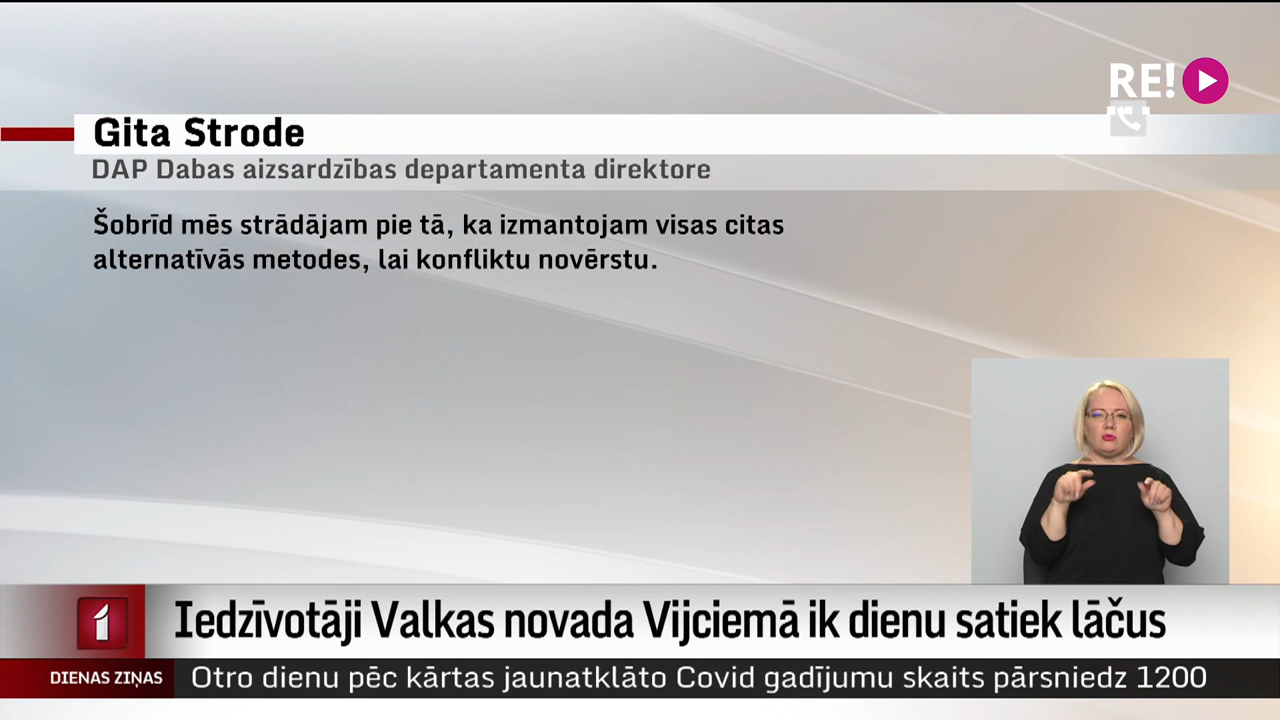 RE!
Gita Strode
DAP Dabas aizsardzības departamenta direktore
Šobrīd mēs strādājam pie tā, ka izmantojam visas citas
alternatīvās metodes, lai konfliktu novērstu.
1
Iedzīvotāji Valkas novada Vijciemā ik dienu satiek lāčus
DIENAS ZIŅAS
Otro dienu pēc kārtas jaunatklāto Covid gadījumu skaits pārsniedz 1200